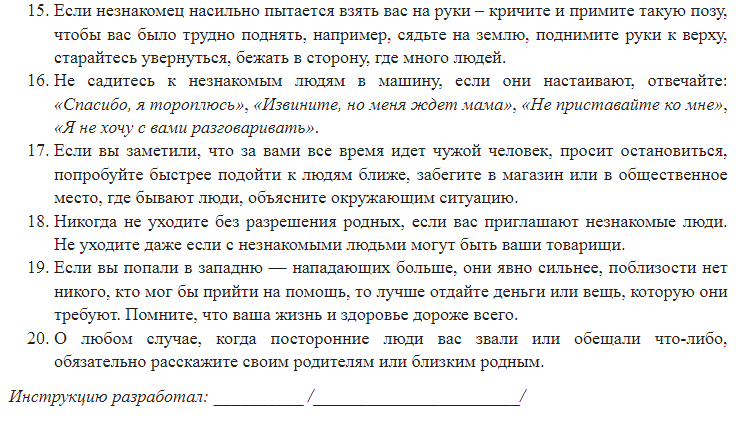 15. Если незнакомец насильно пытается взять вас на руки – кричите и примите такую позу,
чтобы вас было трудно поднять, например, сядьте на землю, поднимите руки к верху,
старайтесь увернуться, бежать в сторону, где много людей.
16. Не садитесь к незнакомым людям в машину, если они настаивают, отвечайте:
«Спасибо, я тороплюсь», «Извините, но меня ждет мама», «Не приставайте ко мне»,
«Я не хочу с вами разговаривать».
17. Если вы заметили, что за вами все время идет чужой человек, просит остановиться,
попробуйте быстрее подойти к людям ближе, забегите в магазин или в общественное
место, где бывают люди, объясните окружающим ситуацию.
18. Никогда не уходите без разрешения родных, если вас приглашают незнакомые люди.
Не уходите даже если с незнакомыми людьми могут быть ваши товарищи.
19. Если вы попали в западню — нападающих больше, они явно сильнее, поблизости нет
никого, кто мог бы прийти на помощь, то лучше отдайте деньги или вещь, которую они
требуют. Помните, что ваша жизнь и здоровье дороже всего.
20. О любом случае, когда посторонние люди вас звали или обещали что-либо,
обязательно расскажите своим родителям или близким родным.
Инструкцию разработал: __________ /_______________________/